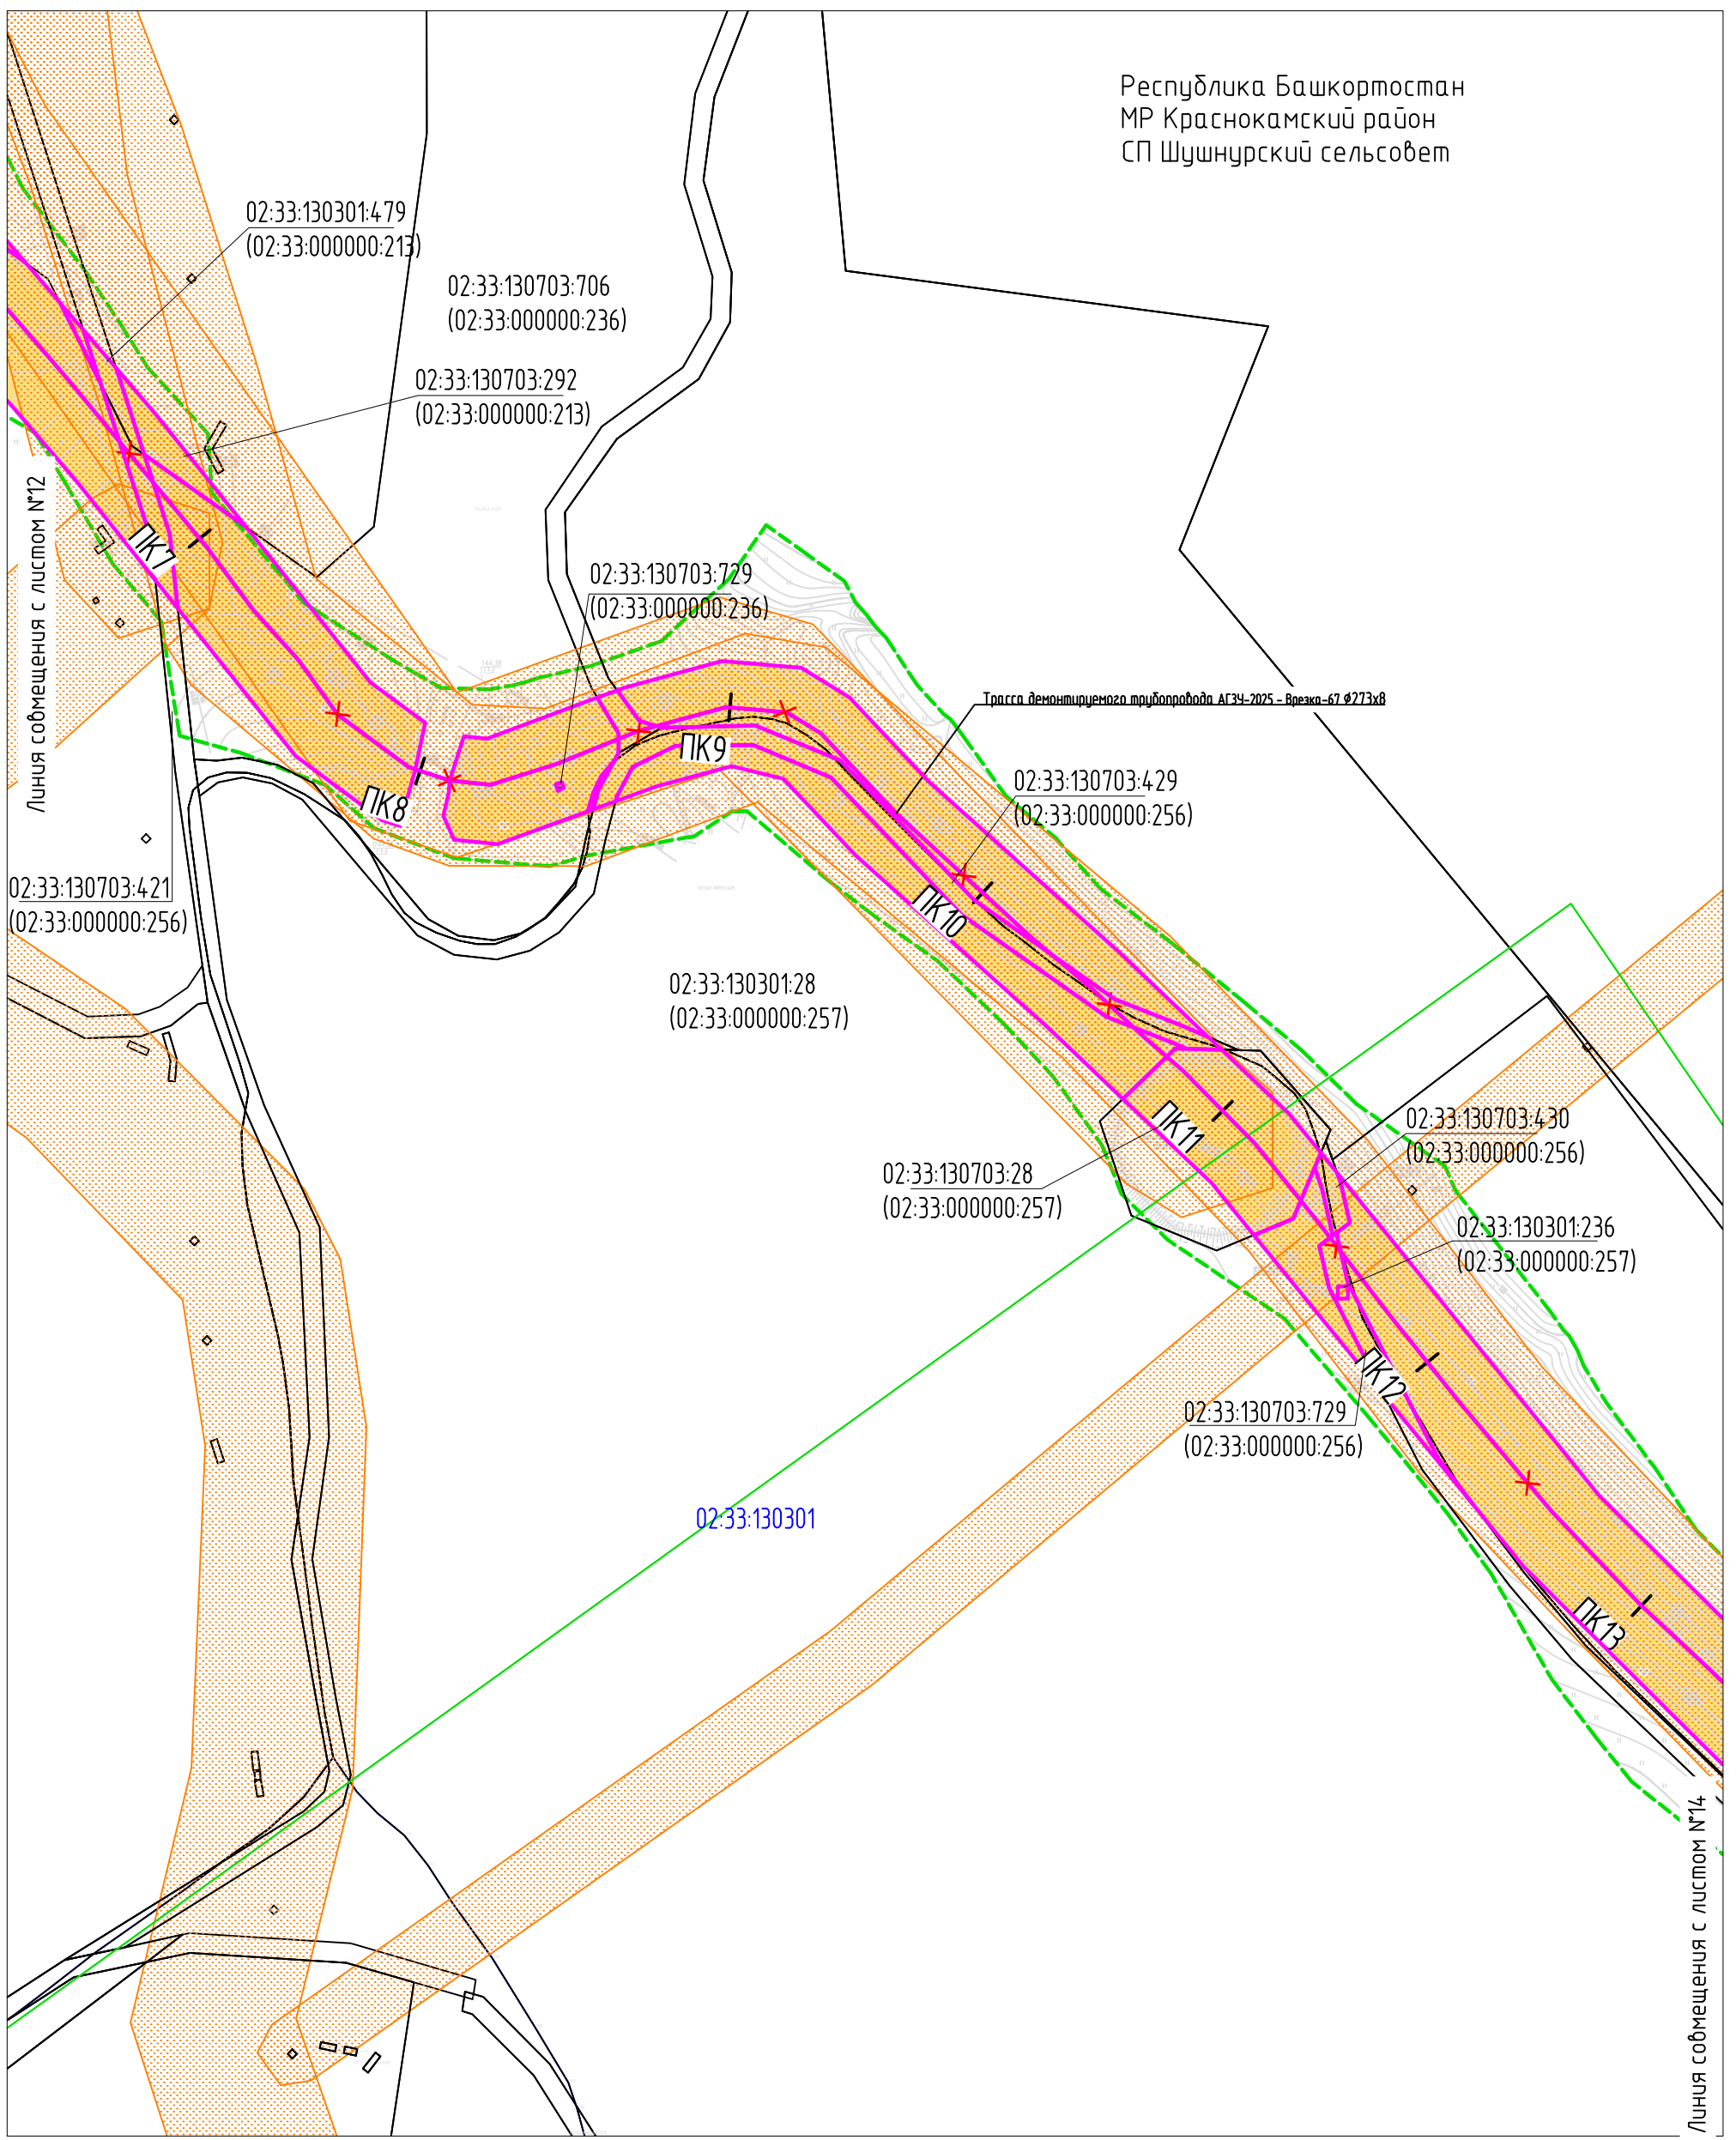 Республика Башкортостан
МР Краснокамский район
СП Шушнурский сельсовет
02:33:130301:479
(02:33:000000:213)
02:33:130703:706
(02:33:000000:236)
02:33:130703:292
(02:33:000000:213)
Линия совмещения с листом №12
ПК7
02:33:130703:729
(02:33:000000:236)
Трасса демонтируемого трубопровода АГЗУ-2025 - Врезка-67 Ø273х8
ПК9
02:33:130703:429
(02:33:000000:256)
ПК8
02:33:130703:421
(02:33:000000:256)
ПК10
02:33:130301:28
(02:33:000000:257)
ПК11
02:33:130703:430
(02:33:000000:256)
02:33:130703:28
(02:33:000000:257)
02:33:130301:236
(02:33:000000:257)
ПК12
02:33:130703:729
(02:33:000000:256)
02:33:130301
ПК13
Линия совмещения с листом №14